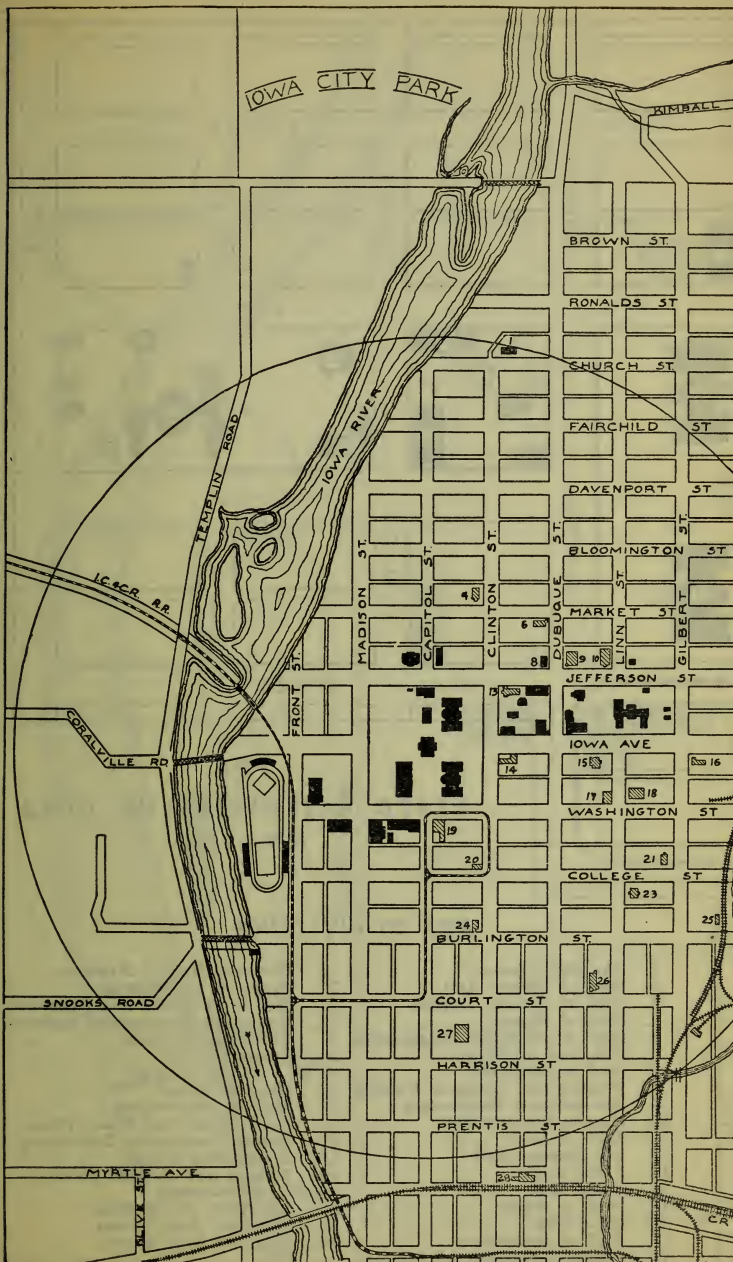 IOWA CITY PARK
KIMBALL
BROWN ST.
RONALDS ST
1
CHURCH ST.
FAIRCHILD ST
IOWA RIVER
TEMPLIN ROAD
DAVENPORT ST
BLOOMINGTON ST
I.C.&C.R. R.R.
MADISON ST.
CAPITOL ST.
CLINTON ST.
DUBUQUE ST.
LINN ST.
GILBERT ST.
4
MARKET ST
6
8
9
10
FRONT ST.
JEFFERSON ST
13
CORALVILLE RD
IOWA AVE
14
15
16
17
18
WASHINGTON ST
19
20
21
COLLEGE ST
23
24
25
BURLINGTON ST.
26
SNOOKS ROAD
COURT ST
27
HARRISON ST
PRENTIS ST.
MYRTLE AVE
OLIVE ST.
28
C.R.